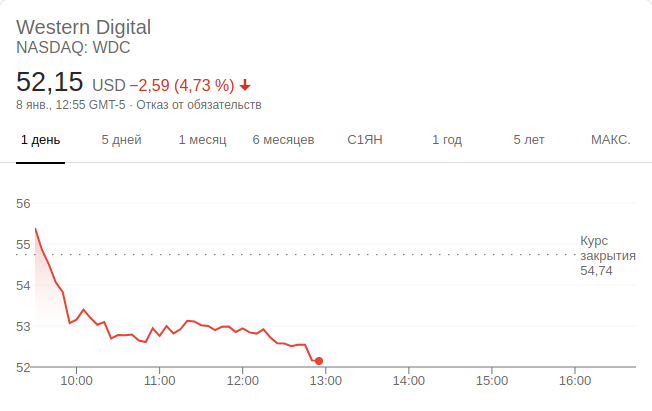 Western Digital
NASDAQ: WDC
52,15 USD −2,59 (4,73 %)
8 янв., 12:55 GMT-5 · Отказ от обязательств
1 день 5 дней 1 месяц 6 месяцев С1ЯН 1 год 5 лет МАКС.
56
55
54
53
52
Курс
закрытия
54,74
10:00 11:00 12:00 13:00 14:00 15:00 16:00